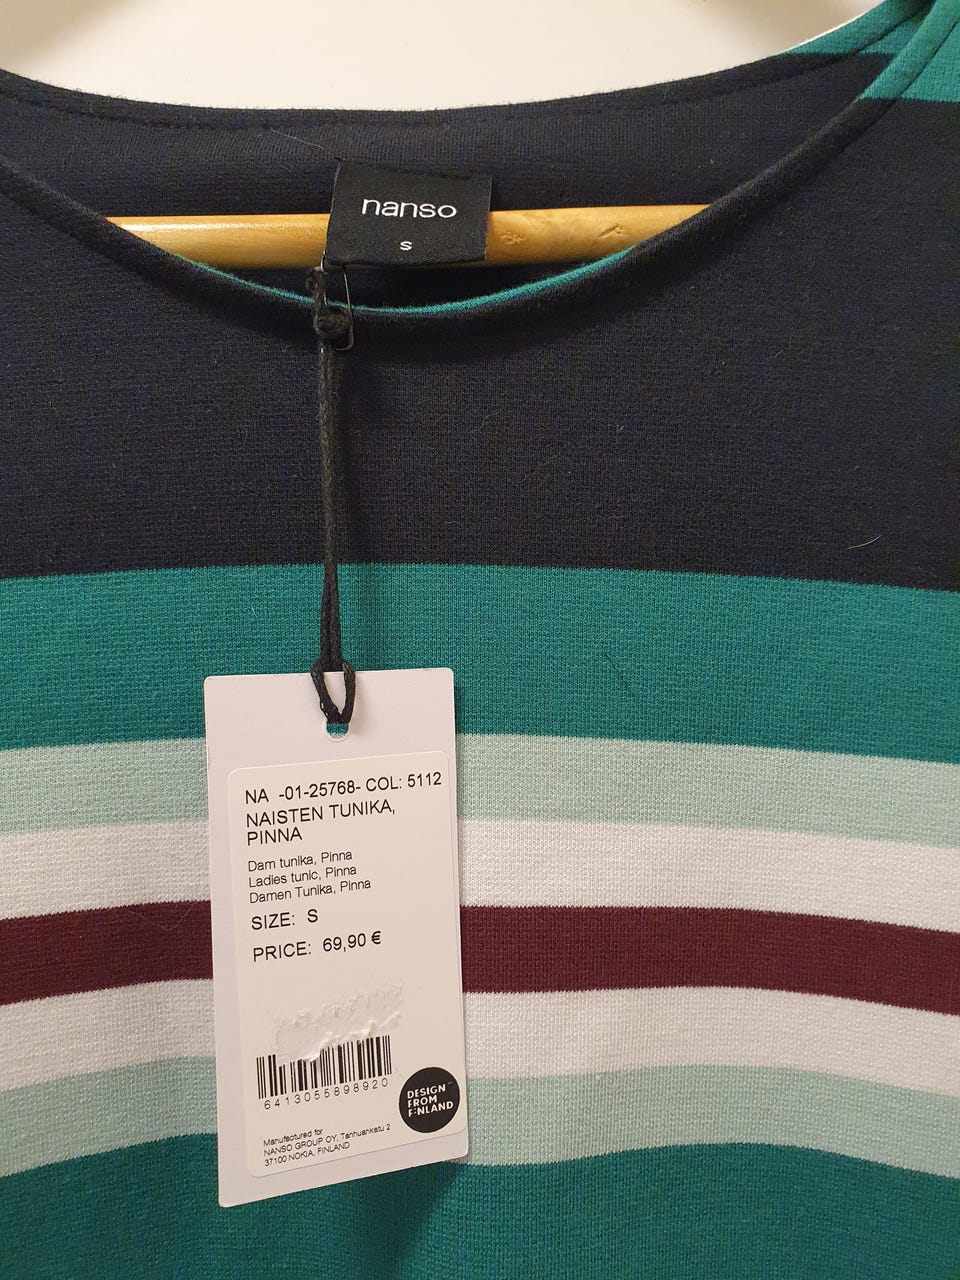 nanso
S
NA -01-25768- COL: 5112
NAISTEN TUNIKA,
PINNA
Dam tunika, Pinna
Ladies tunic, Pinna
Damen Tunika, Pinna
SIZE: S
PRICE: 69,90 €
6413055898920
DESIGN
FROM
FINLAND
Manufactured for
NANSO GROUP OY, Tanhuankatu 2
37100 NOKIA, FINLAND